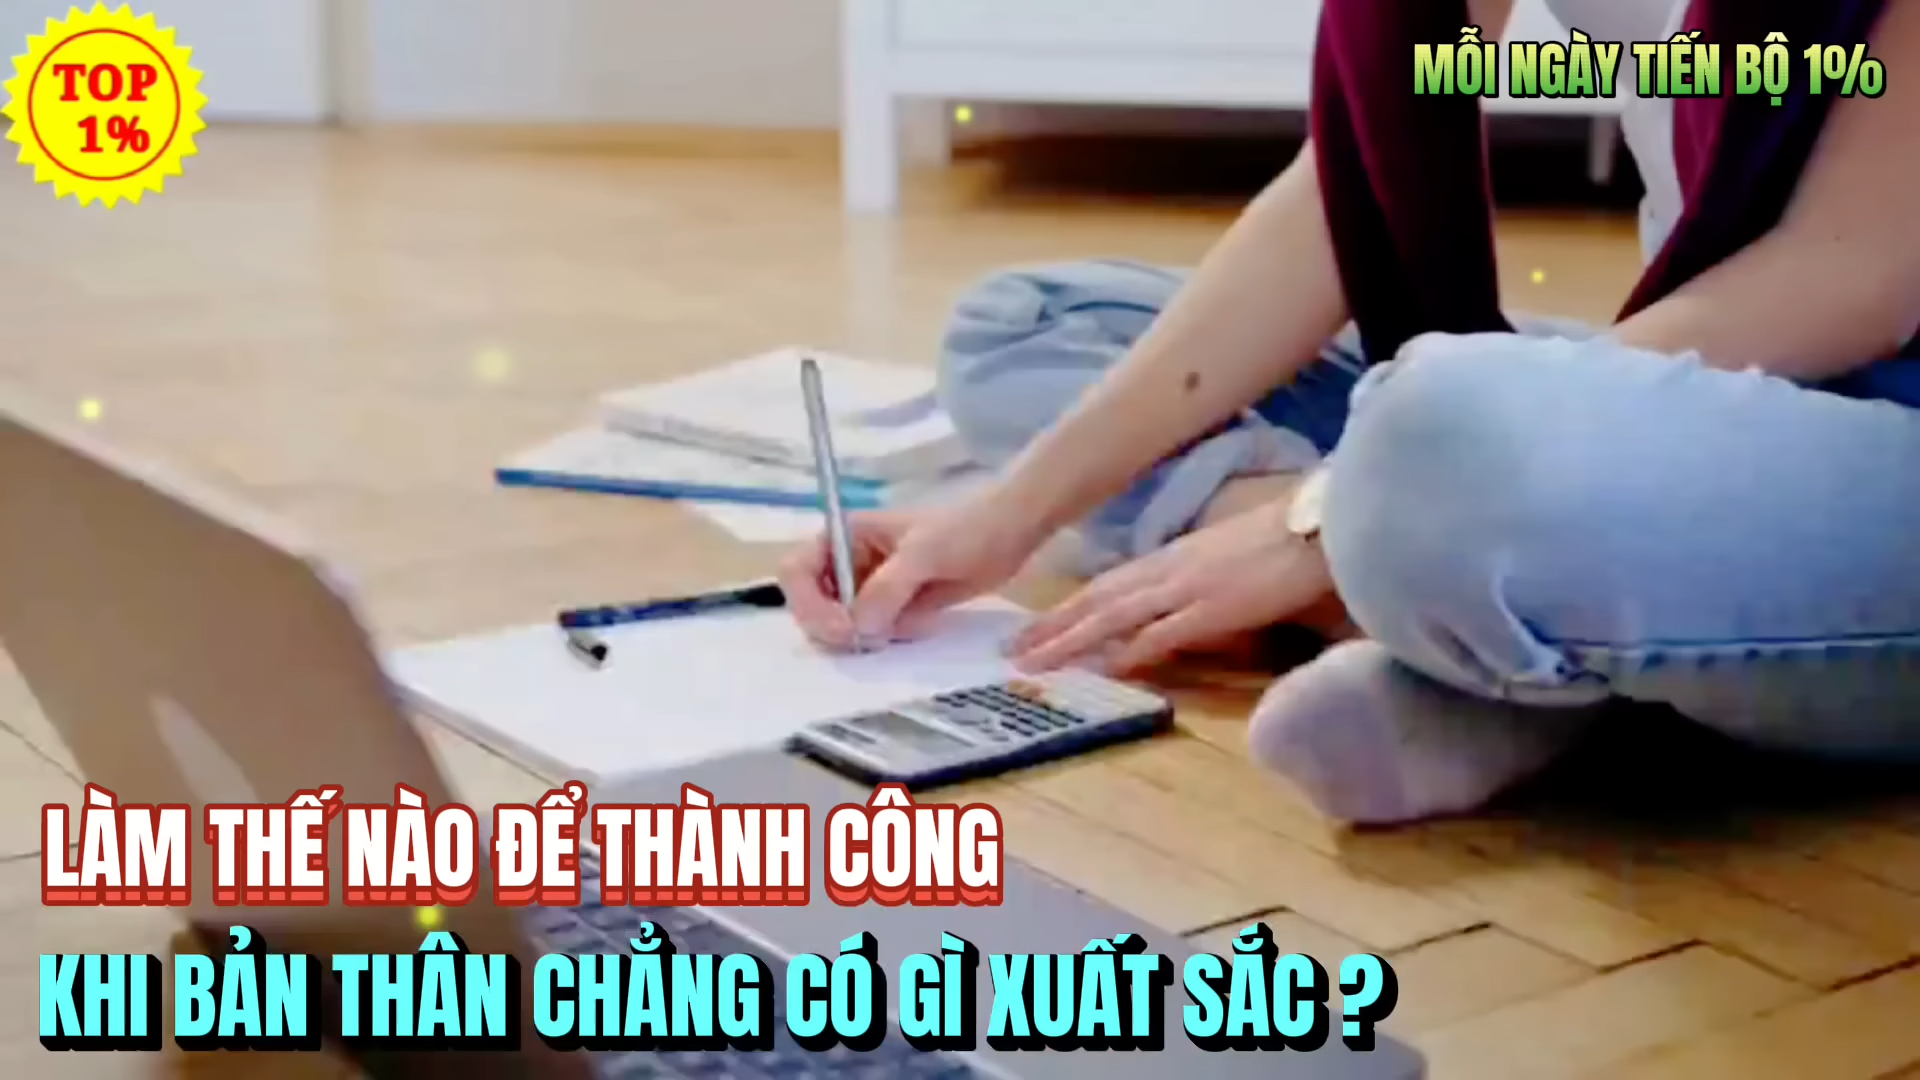 TOP
1%
MỖI NGÀY TIẾN BỘ 1%
LÀM THẾ NÀO ĐỂ THÀNH CÔNG
KHI BẢN THÂN CHẲNG CÓ GÌ XUẤT SẮC ?